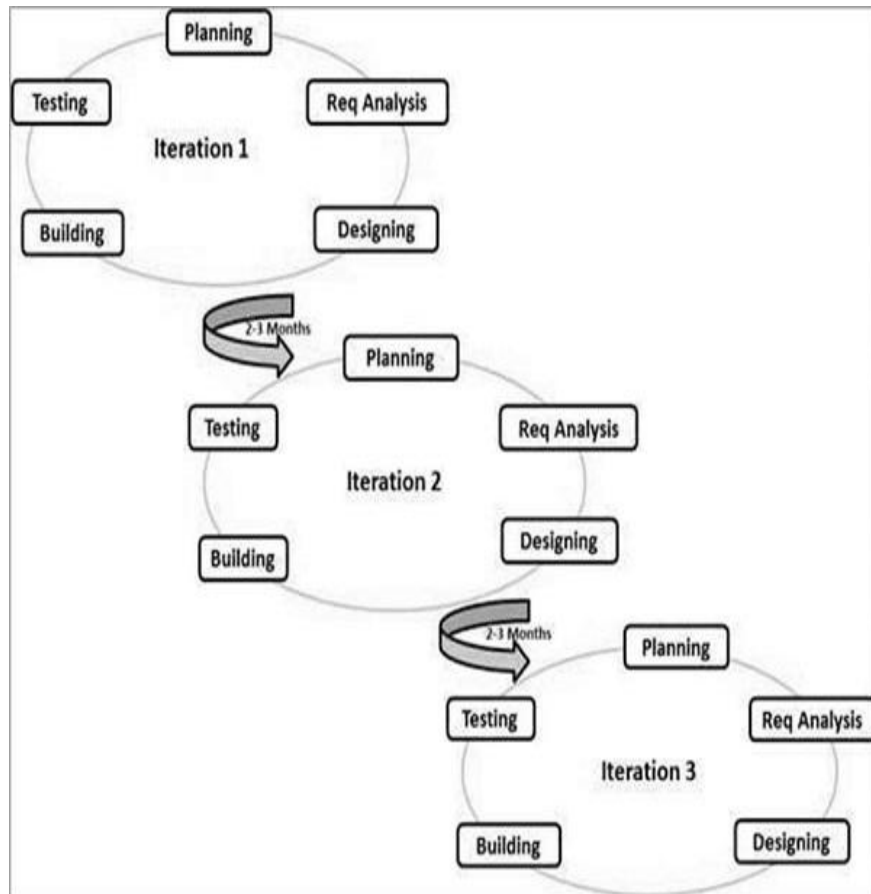 Planning
Testing
Req Analysis
Iteration 1
Building
Designing
2-3 Months
Planning
Testing
Req Analysis
Iteration 2
Building
Designing
2-3 Months
Planning
Testing
Req Analysis
Iteration 3
Building
Designing